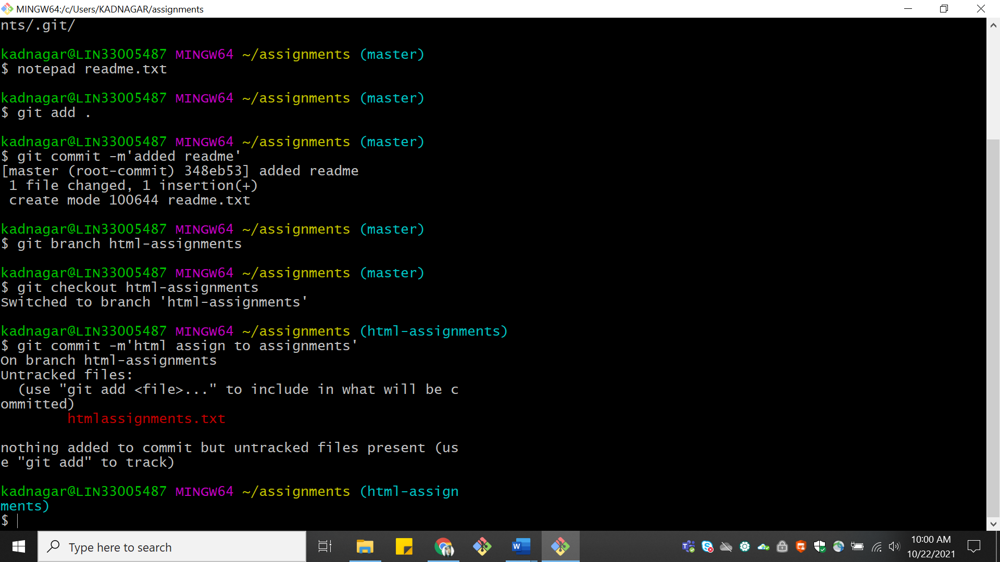 MINGW64:/c/Users/KADNAGAR/assignments
nts/.git/
kadnagar@LIN33005487 MINGW64 ~/assignments (master)
$ notepad readme.txt
kadnagar@LIN33005487 MINGW64 ~/assignments (master)
$ git add .
kadnagar@LIN33005487 MINGW64 ~/assignments (master)
$ git commit -m'added readme'
[master (root-commit) 348eb53] added readme
 1 file changed, 1 insertion(+)
 create mode 100644 readme.txt
kadnagar@LIN33005487 MINGW64 ~/assignments (master)
$ git branch html-assignments
kadnagar@LIN33005487 MINGW64 ~/assignments (master)
$ git checkout html-assignments
Switched to branch 'html-assignments'
kadnagar@LIN33005487 MINGW64 ~/assignments (html-assignments)
$ git commit -m'html assign to assignments'
On branch html-assignments
Untracked files:
  (use "git add <file>..." to include in what will be c
ommitted)
        htmlassignments.txt
nothing added to commit but untracked files present (us
e "git add" to track)
kadnagar@LIN33005487 MINGW64 ~/assignments (html-assign
ments)
$
Type here to search
10:00 AM
10/22/2021